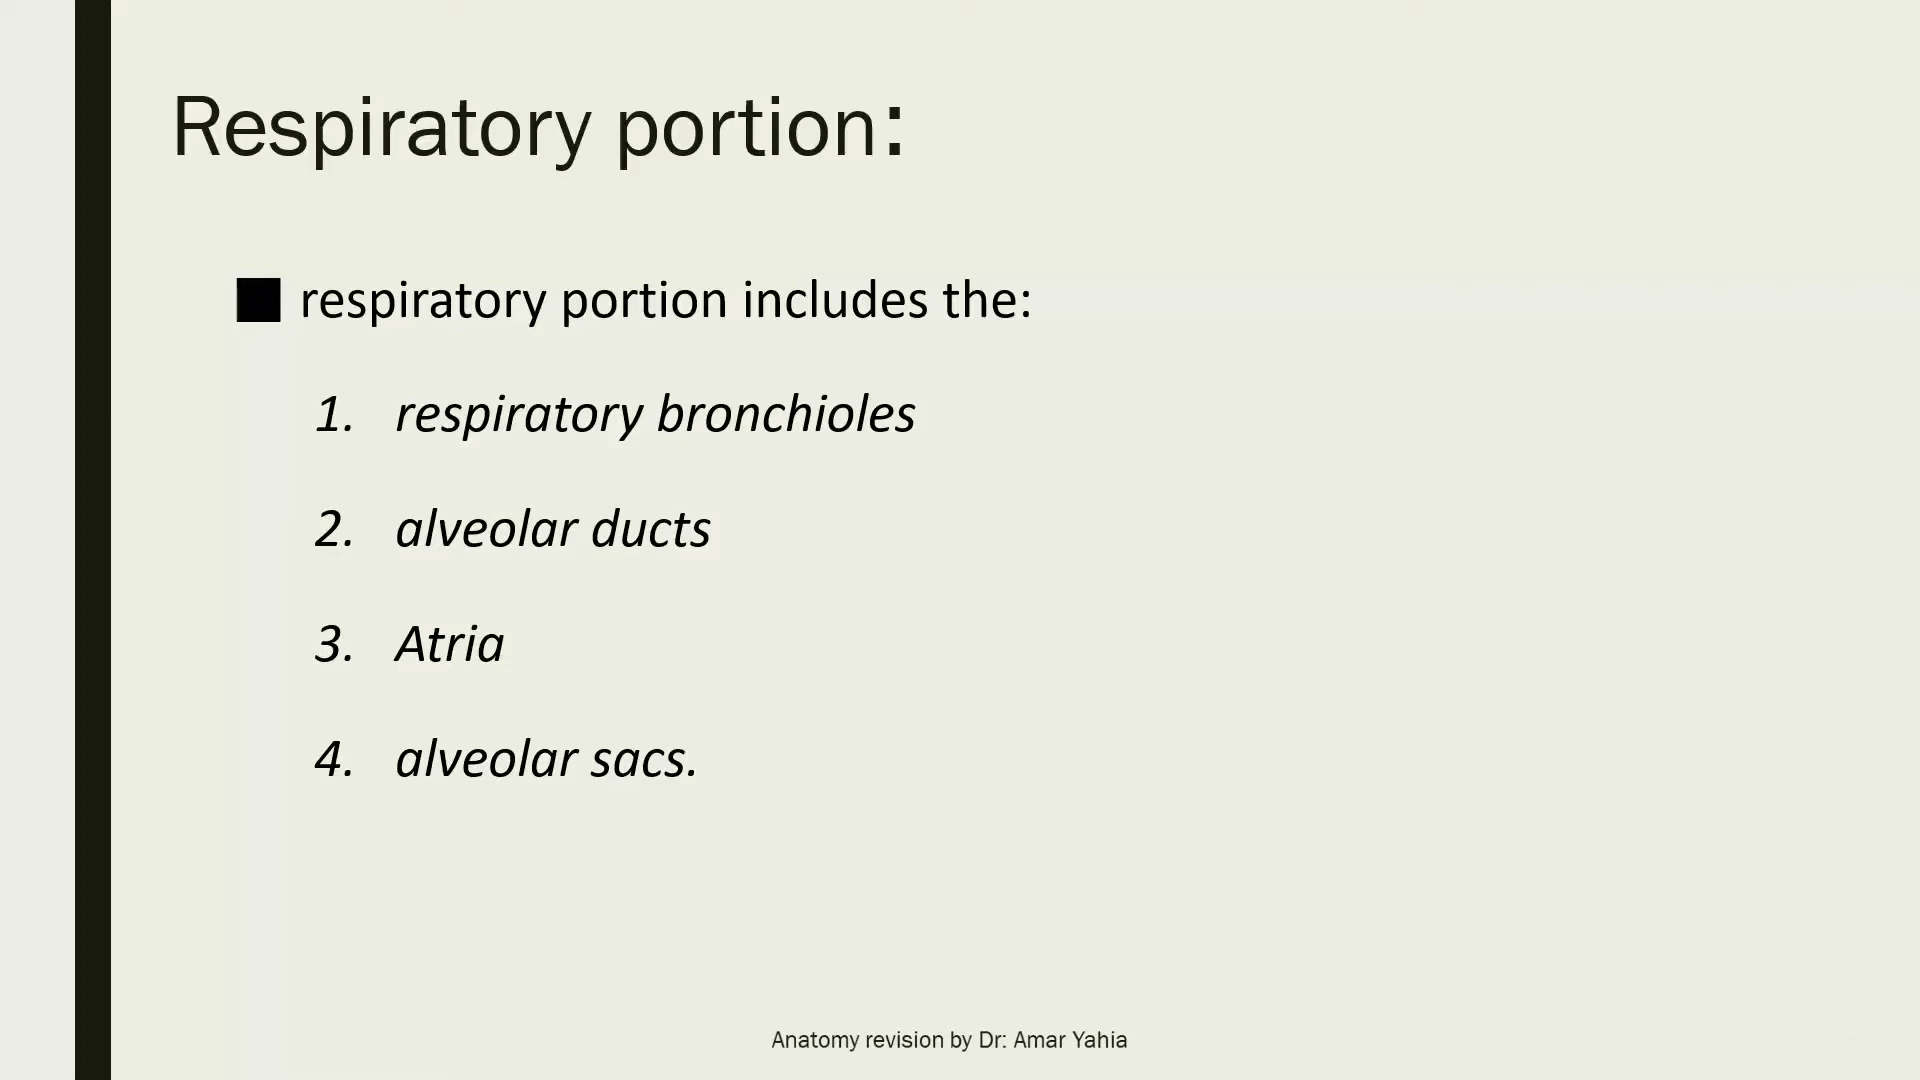 Respiratory portion:
■ respiratory portion includes the:
1. respiratory bronchioles
2. alveolar ducts
3. Atria
4. alveolar sacs.
Anatomy revision by Dr: Amar Yahia